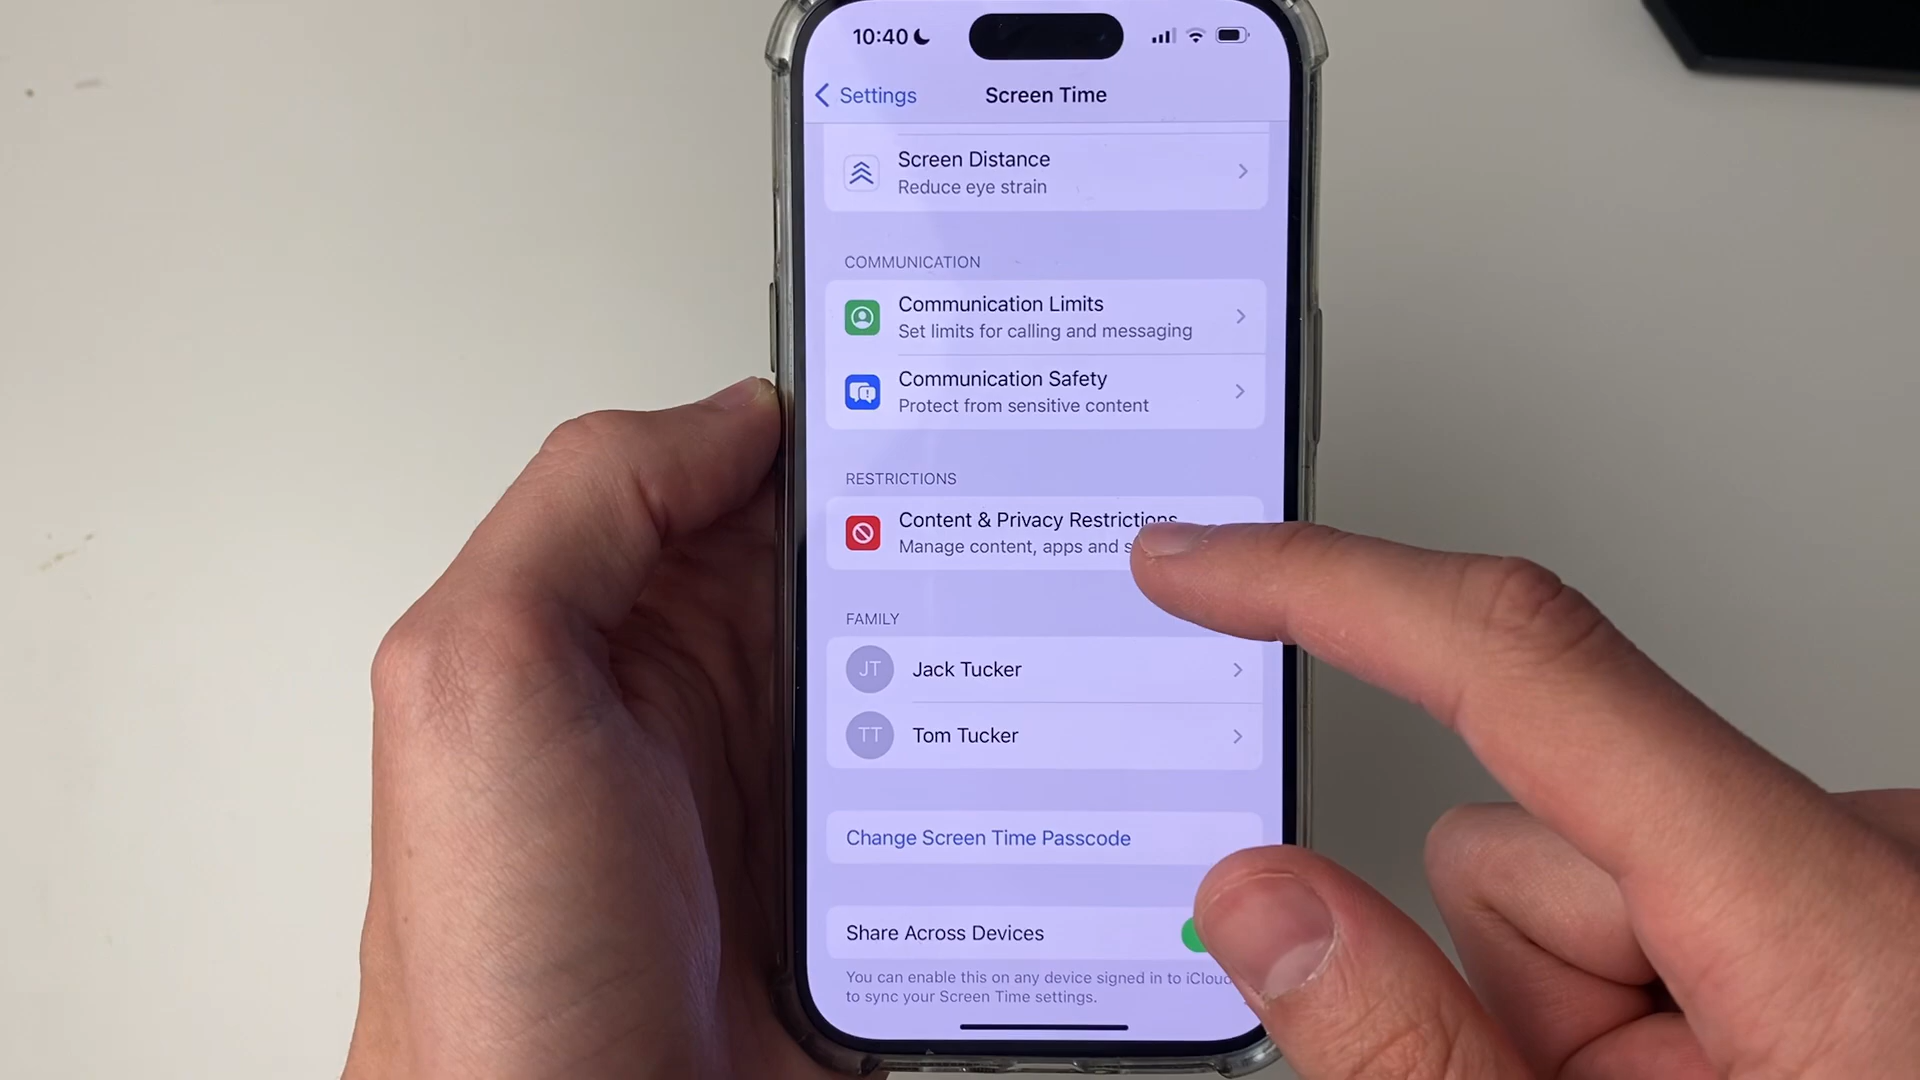 10:40
Settings
Screen Time
Screen Distance
Reduce eye strain
COMMUNICATION
Communication Limits
Set limits for calling and messaging
Communication Safety
Protect from sensitive content
RESTRICTIONS
Content & Privacy Restrictions
Manage content, apps and
FAMILY
JT
Jack Tucker
TT
Tom Tucker
Change Screen Time Passcode
Share Across Devices
You can enable this on any device signed in to iCloud
to sync your Screen Time settings.